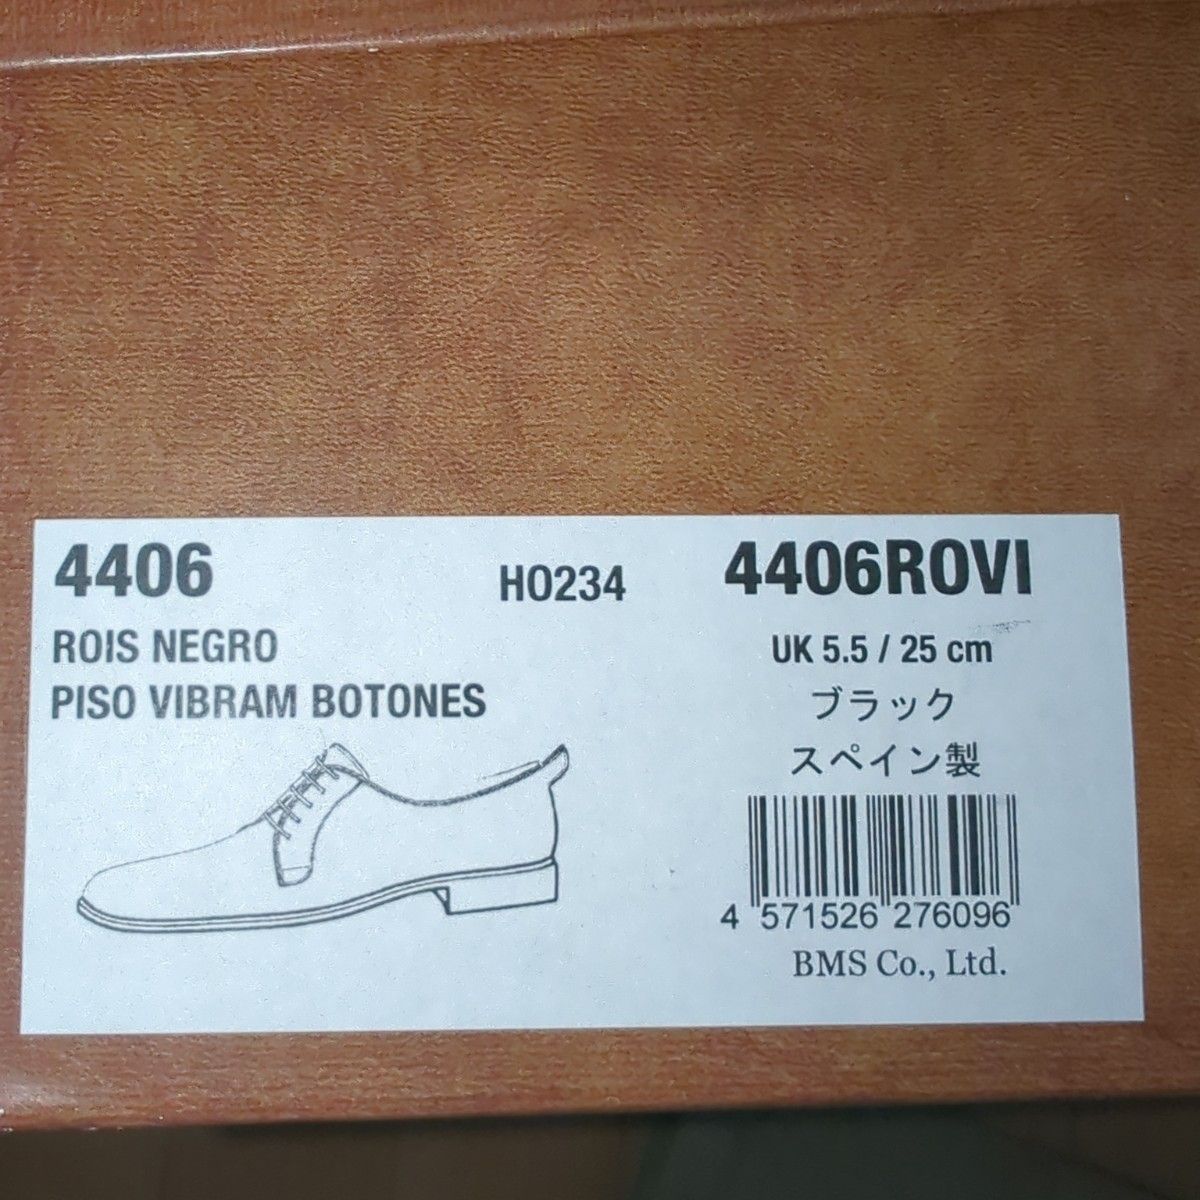 4406
HO234
4406ROVI
ROIS NEGRO
PISO VIBRAM BOTONES
UK 5.5 / 25 cm
ブラック
スペイン製
4 571526 276096
BMS Co., Ltd.